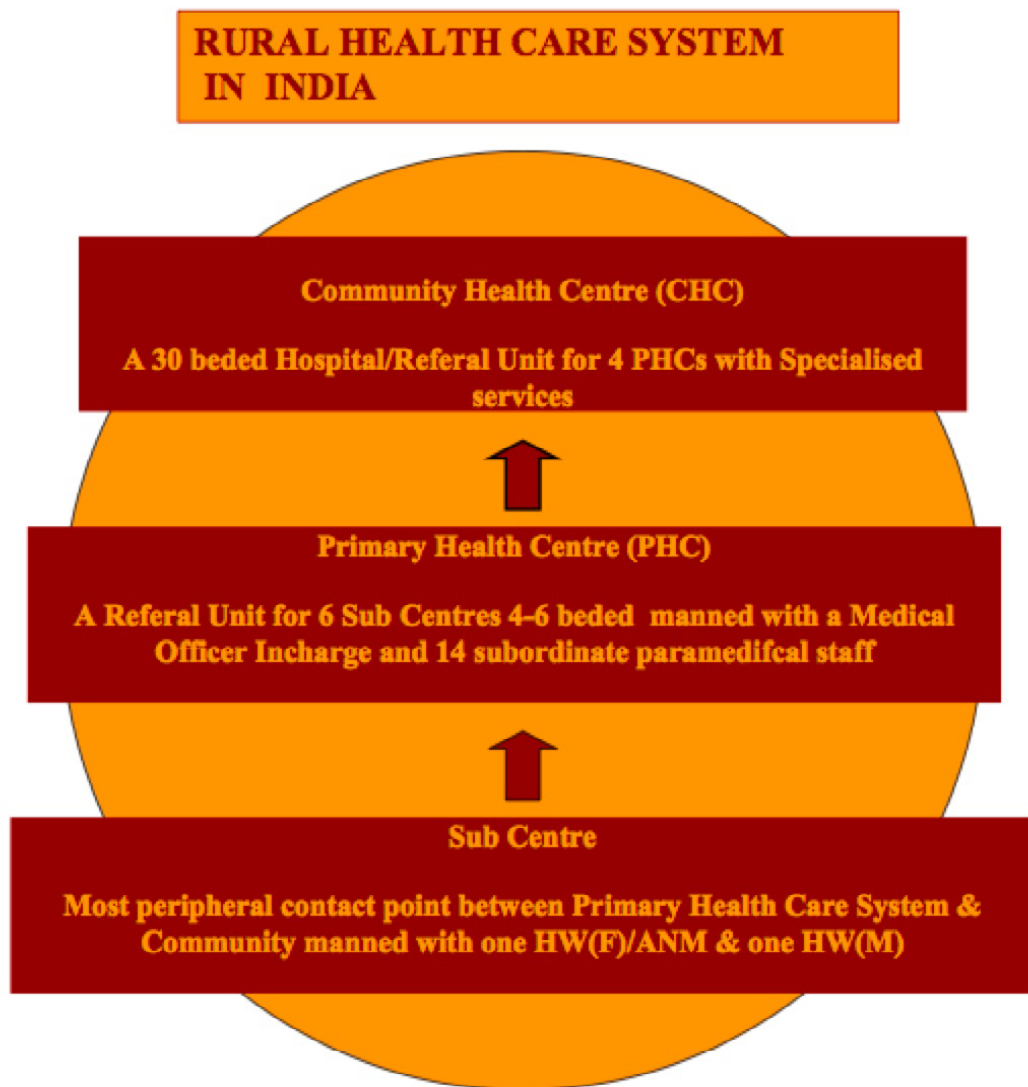 RURAL HEALTH CARE SYSTEM
IN INDIA
Community Health Centre (CHC)
A 30 beded Hospital/Referal Unit for 4 PHCs with Specialised
services
Primary Health Centre (PHC)
A Referal Unit for 6 Sub Centres 4-6 beded manned with a Medical
Officer Incharge and 14 subordinate paramedifcal staff
Sub Centre
Most peripheral contact point between Primary Health Care System &
Community manned with one HW(F)/ANM & one HW(M)